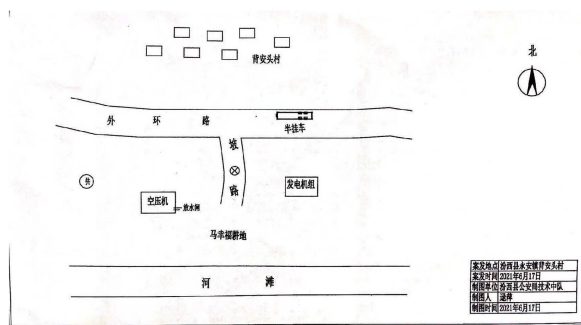 北
背安头村
外环路
半挂车
坡路
共
空压机
放水阀
发电机组
马幸福耕地
河滩
案发地点 汾西县永安镇背安头村
案发时间 2021年6月17日
制图单位 汾西县公安局技术中队
制图人
制图时间 2021年6月17日